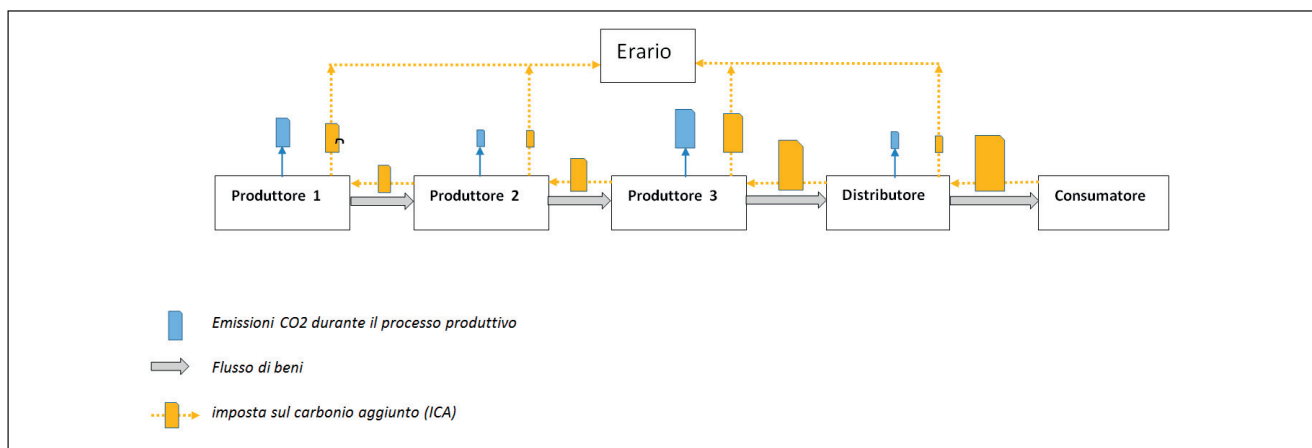 Erario
Produttore 1
Produttore 2
Produttore 3
Distributore
Consumatore
Emissioni CO2 durante il processo produttivo
Flusso di beni
imposta sul carbonio aggiunto (ICA)